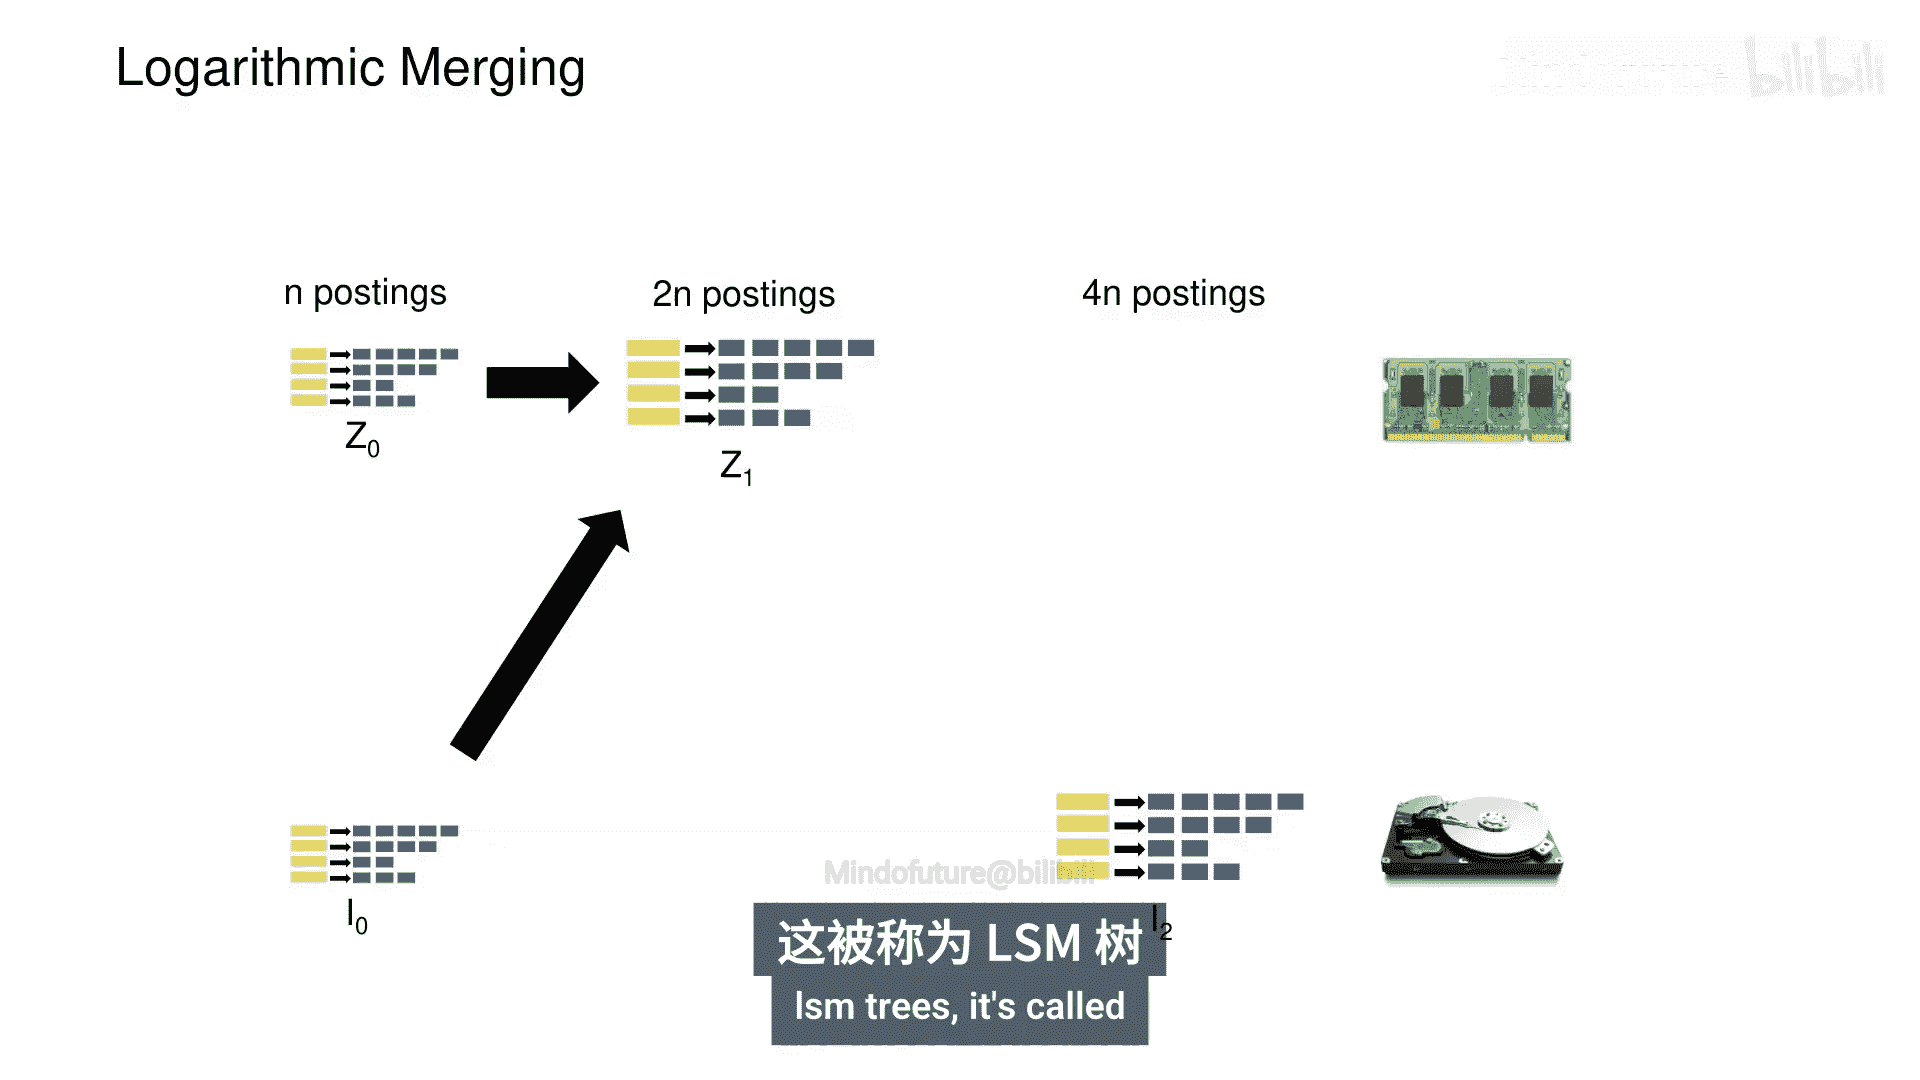 Logarithmic Merging
bilibili
n postings
2n postings
4n postings
Z0
Z1
Mindofuture@bilibili
I0
I2
这被称为 LSM 树
lsm trees, it's called